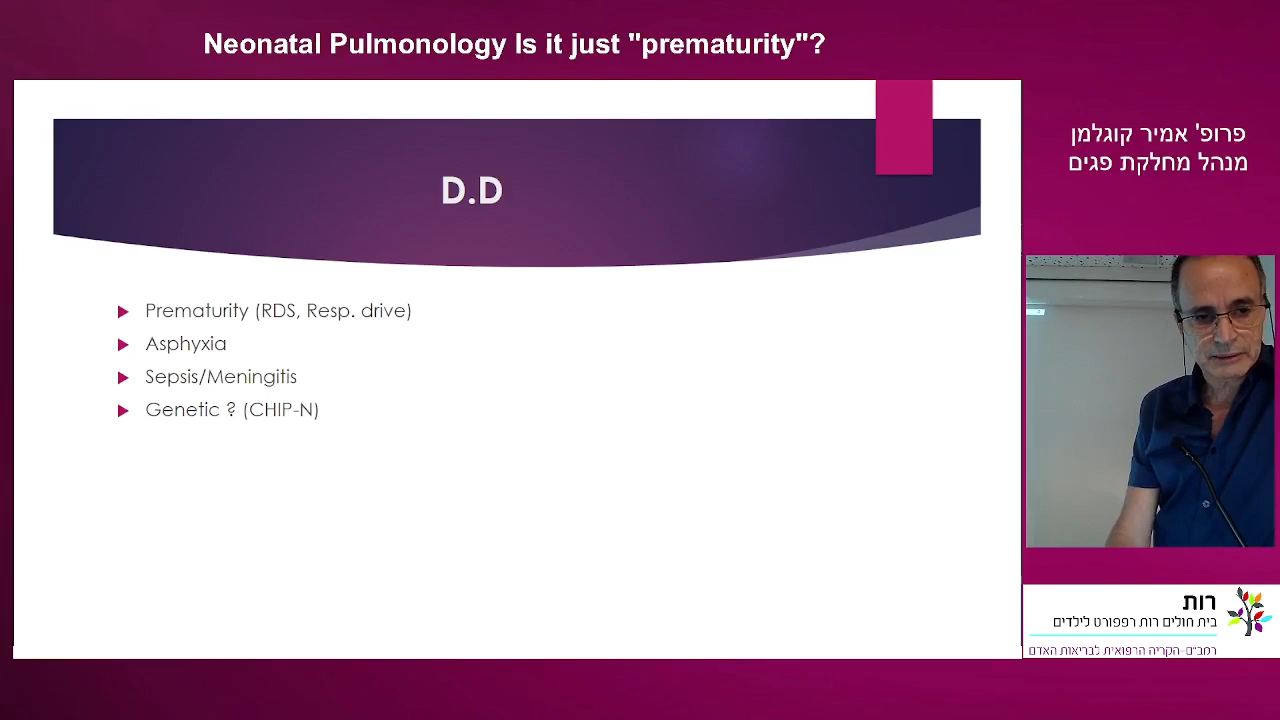 Neonatal Pulmonology Is it just "prematurity"?
D.D
Prematurity (RDS, Resp. drive)
Asphyxia
Sepsis/Meningitis
Genetic ? (CHIP-N)
פרופ' אמיר קוגלמן
מנהל מחלקת פגים
רות
בית חולים רות רפפורט לילדים
רמב"ם-הקריה הרפואית לבריאות האדם